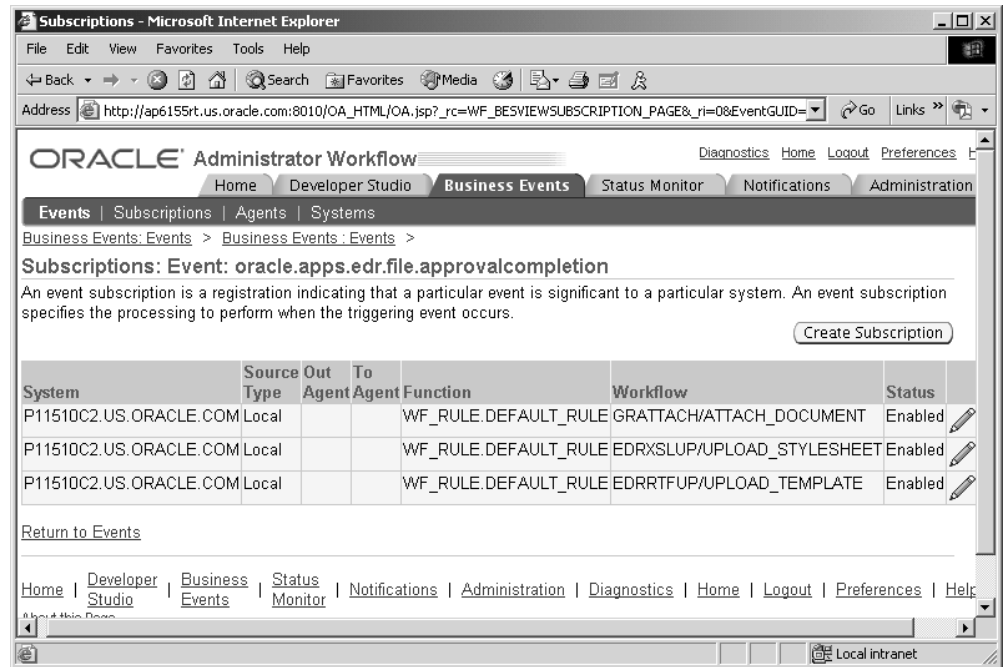 Subscriptions - Microsoft Internet Explorer
File Edit View Favorites Tools Help
Back Search Favorites Media
Address http://ap6155rt.us.oracle.com:8010/OA_HTML/OA.jsp?_rc=WF_BESVIEWSUBSCRIPTION_PAGE&_ri=0&EventGUID= Go Links »
ORACLE Administrator Workflow
Diagnostics Home Logout Preferences
Home Developer Studio Business Events Status Monitor Notifications Administration
Events | Subscriptions | Agents | Systems
Business Events: Events > Business Events : Events >
Subscriptions: Event: oracle.apps.edr.file.approvalcompletion
An event subscription is a registration indicating that a particular event is significant to a particular system. An event subscription
specifies the processing to perform when the triggering event occurs.
Create Subscription
System Source Type Out Agent To Agent Function Workflow Status
P11510C2.US.ORACLE.COM Local WF_RULE.DEFAULT_RULE GRATTACH/ATTACH_DOCUMENT Enabled
P11510C2.US.ORACLE.COM Local WF_RULE.DEFAULT_RULE EDRXSLUP/UPLOAD_STYLESHEET Enabled
P11510C2.US.ORACLE.COM Local WF_RULE.DEFAULT_RULE EDRRTFUP/UPLOAD_TEMPLATE Enabled
Return to Events
Home | Developer Studio | Business Events | Status Monitor | Notifications | Administration | Diagnostics | Home | Logout | Preferences | Help
About this Page
Local intranet